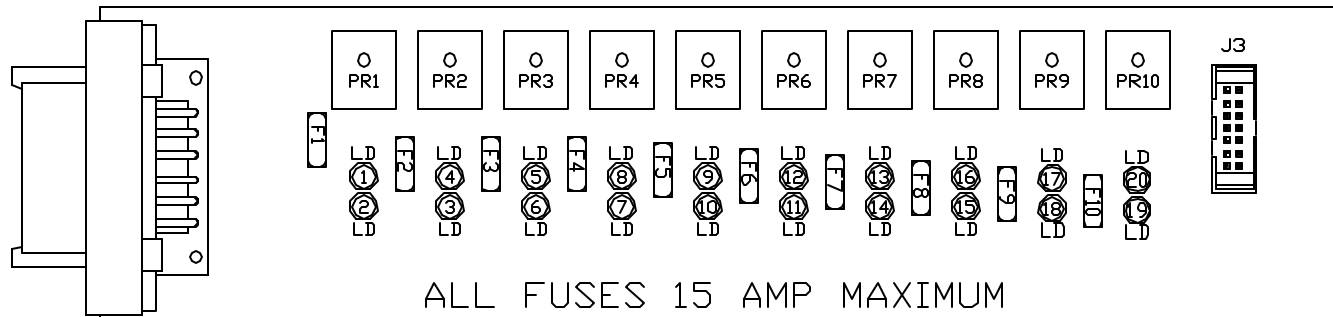 J3
PR1 PR2 PR3 PR4 PR5 PR6 PR7 PR8 PR9 PR10
F1 F2 F3 F4 F5 F6 F7 F8 F9 F10
LD LD LD LD LD LD LD LD LD LD
1 4 5 8 9 12 13 16 17 20
2 3 6 7 10 11 14 15 18 19
LD LD LD LD LD LD LD LD LD LD
ALL FUSES 15 AMP MAXIMUM